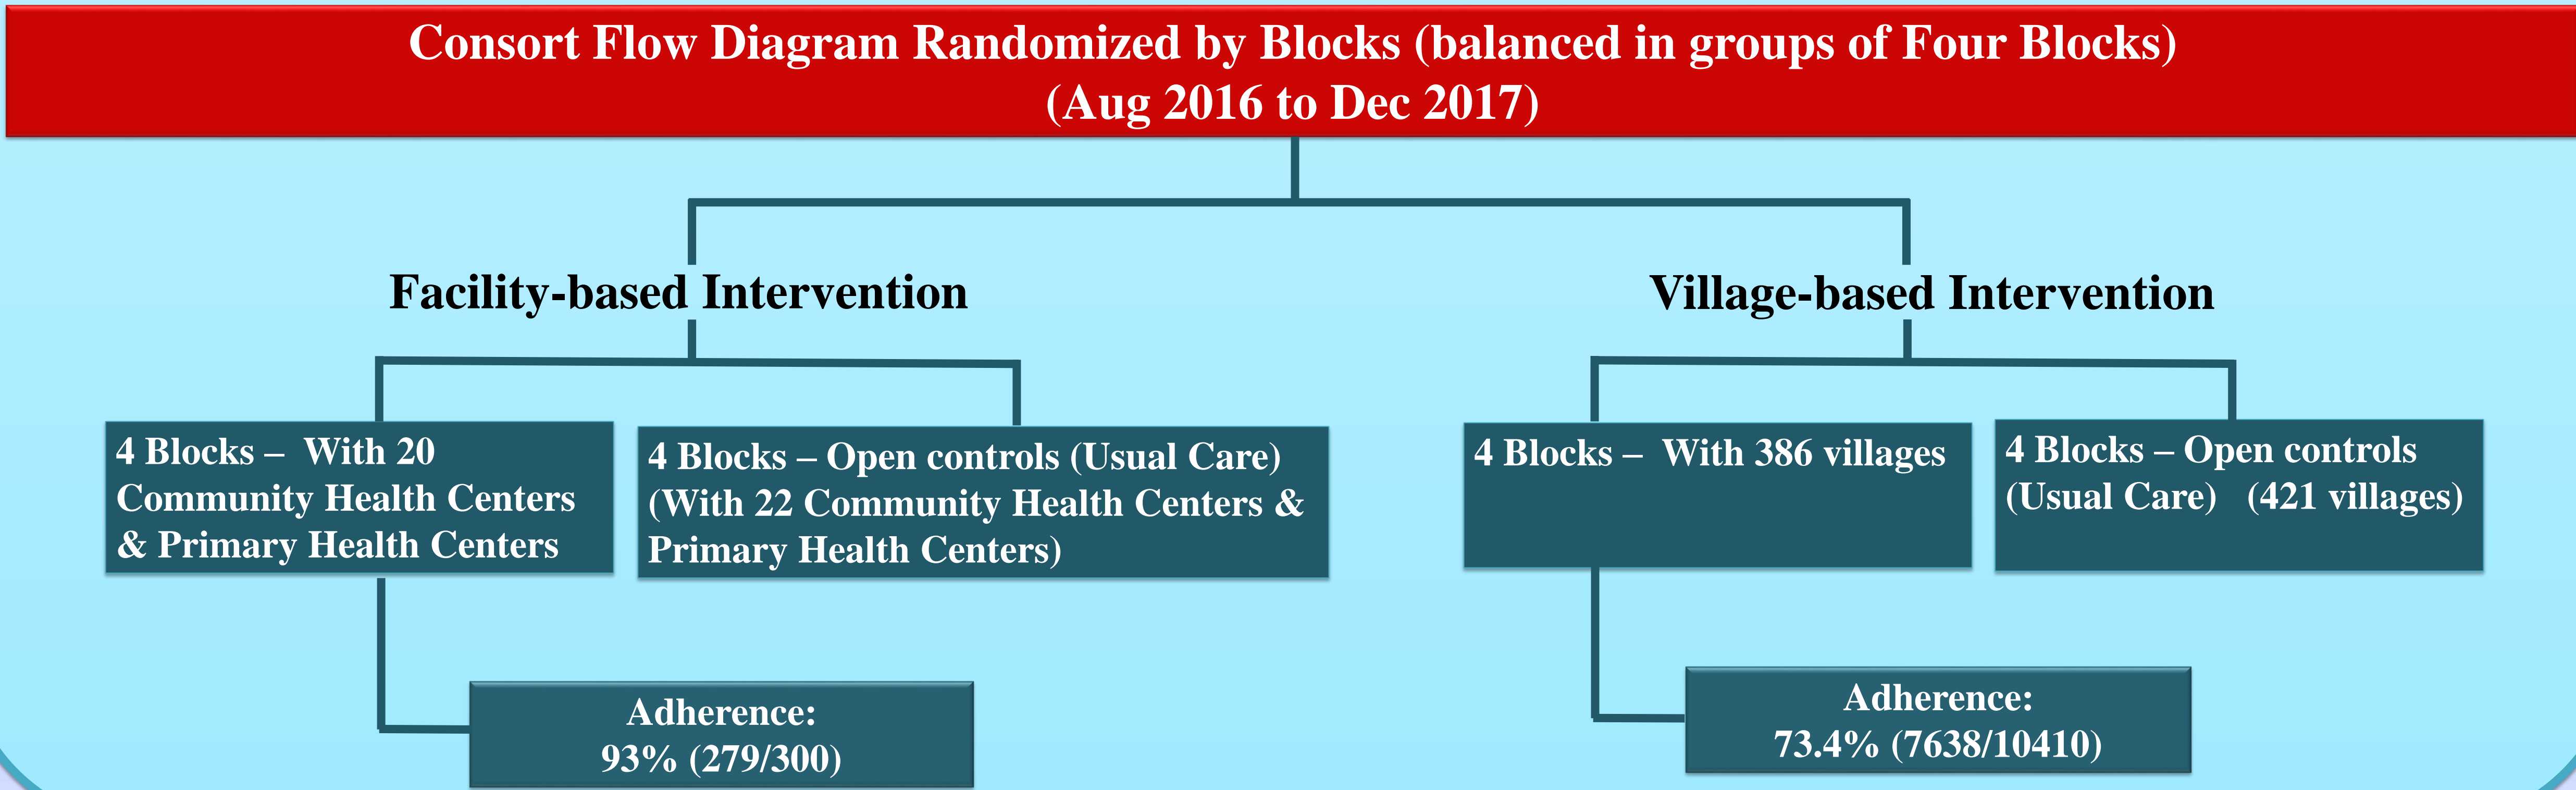 Consort Flow Diagram Randomized by Blocks (balanced in groups of Four Blocks)
(Aug 2016 to Dec 2017)
Facility-based Intervention
Village-based Intervention
4 Blocks – With 20
Community Health Centers
& Primary Health Centers
4 Blocks – Open controls (Usual Care)
(With 22 Community Health Centers &
Primary Health Centers)
4 Blocks – With 386 villages
4 Blocks – Open controls
(Usual Care) (421 villages)
Adherence:
93% (279/300)
Adherence:
73.4% (7638/10410)